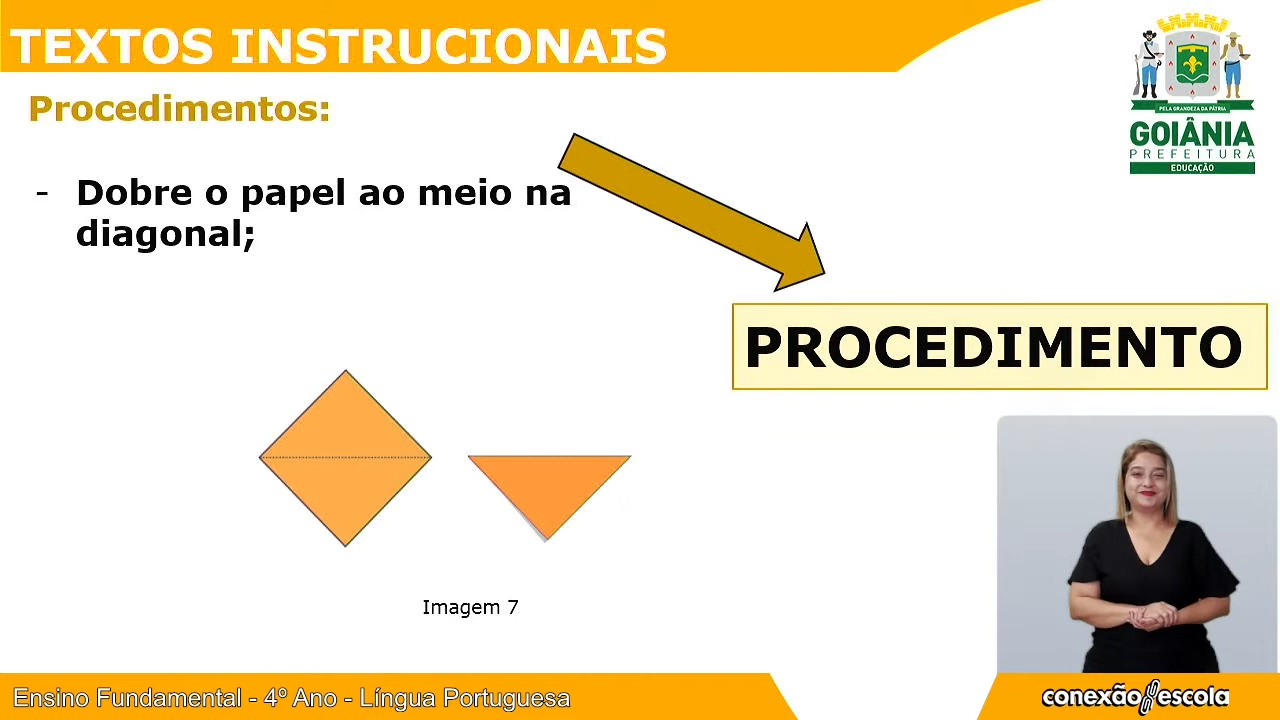 TEXTOS INSTRUCIONAIS
Procedimentos:
- Dobre o papel ao meio na
diagonal;
PELA GRANDEZA DA PÁTRIA
GOIÂNIA
PREFEITURA
EDUCAÇÃO
PROCEDIMENTO
Imagem 7
Ensino Fundamental - 4º Ano - Língua Portuguesa
conexão escola